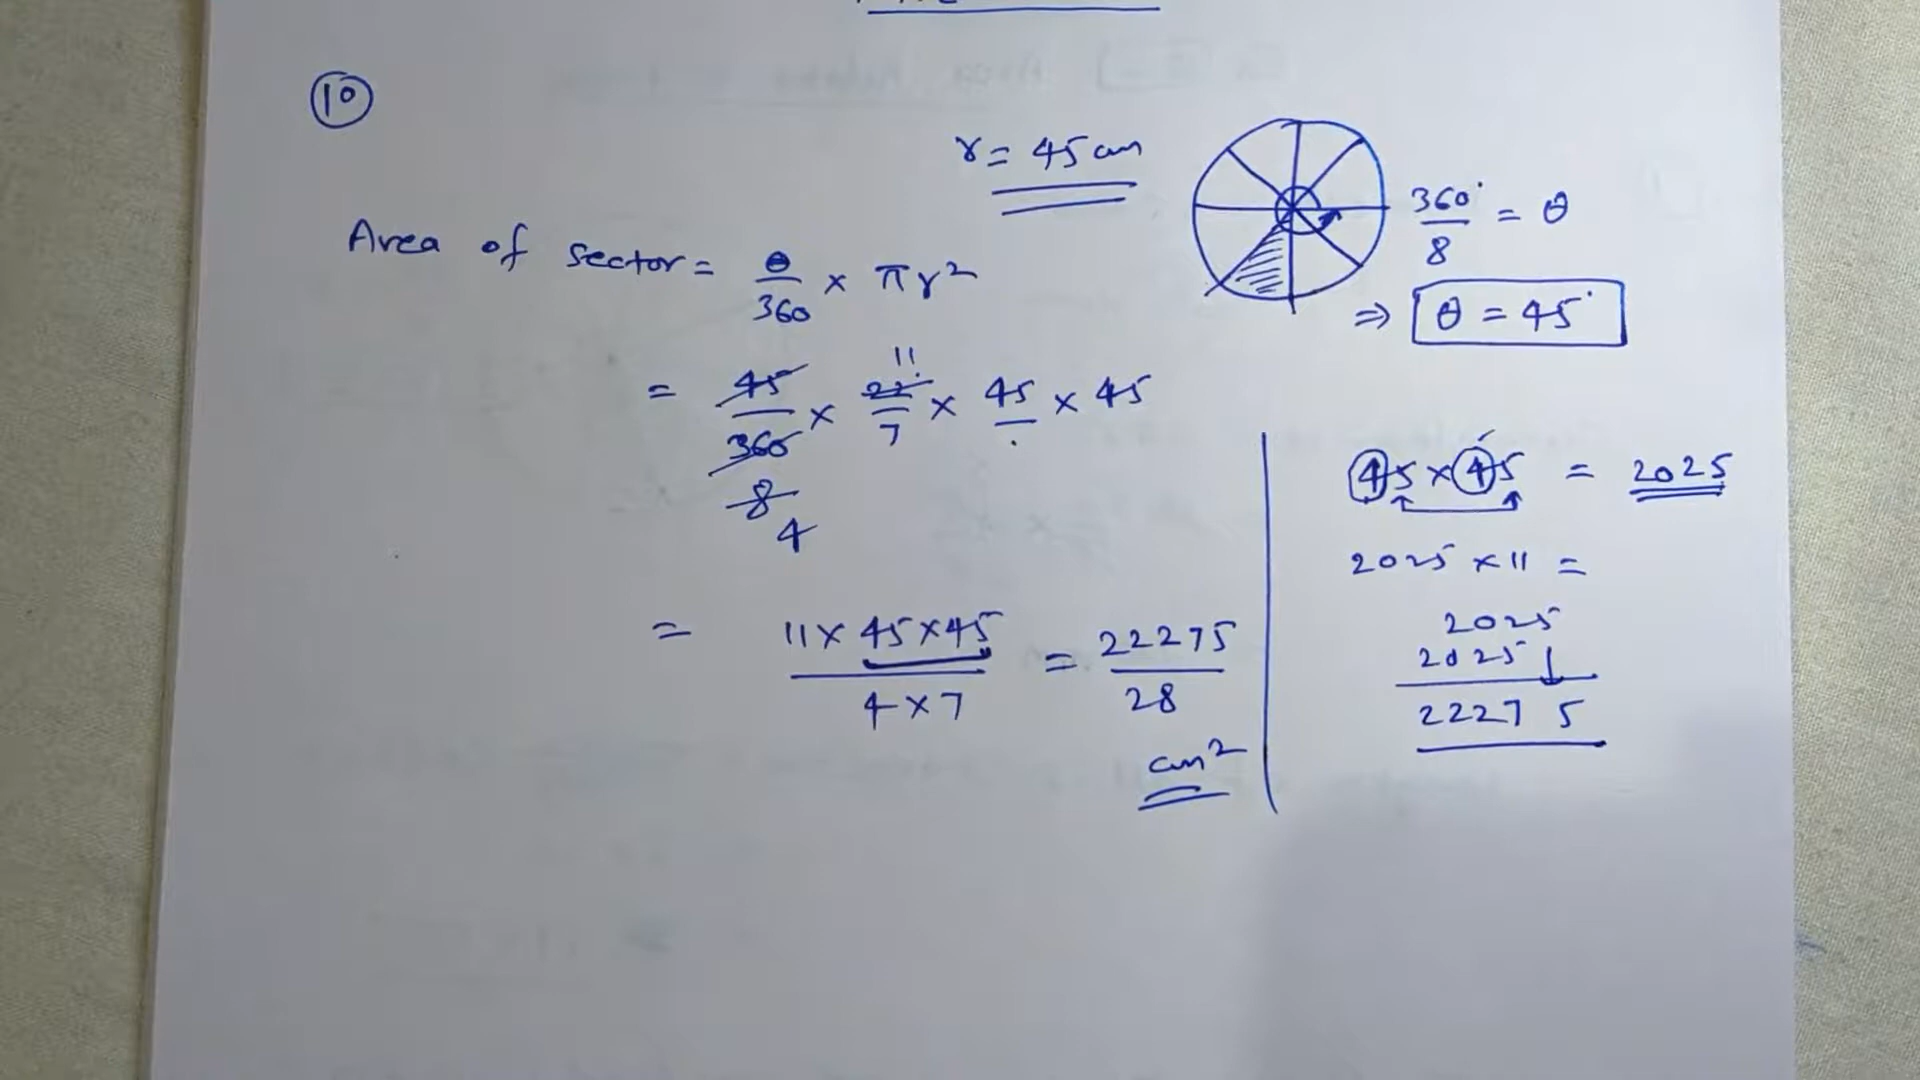 10
r = 45 cm
360° / 8 = θ
⇒ θ = 45°
Area of sector = θ/360 × πr²
= 45/360 × 22/7 × 45 × 45
11
8
4
= 11 × 45 × 45 / 4 × 7 = 22275 / 28
cm²
45 × 45 = 2025
2025 × 11 =
2025
2025
22275